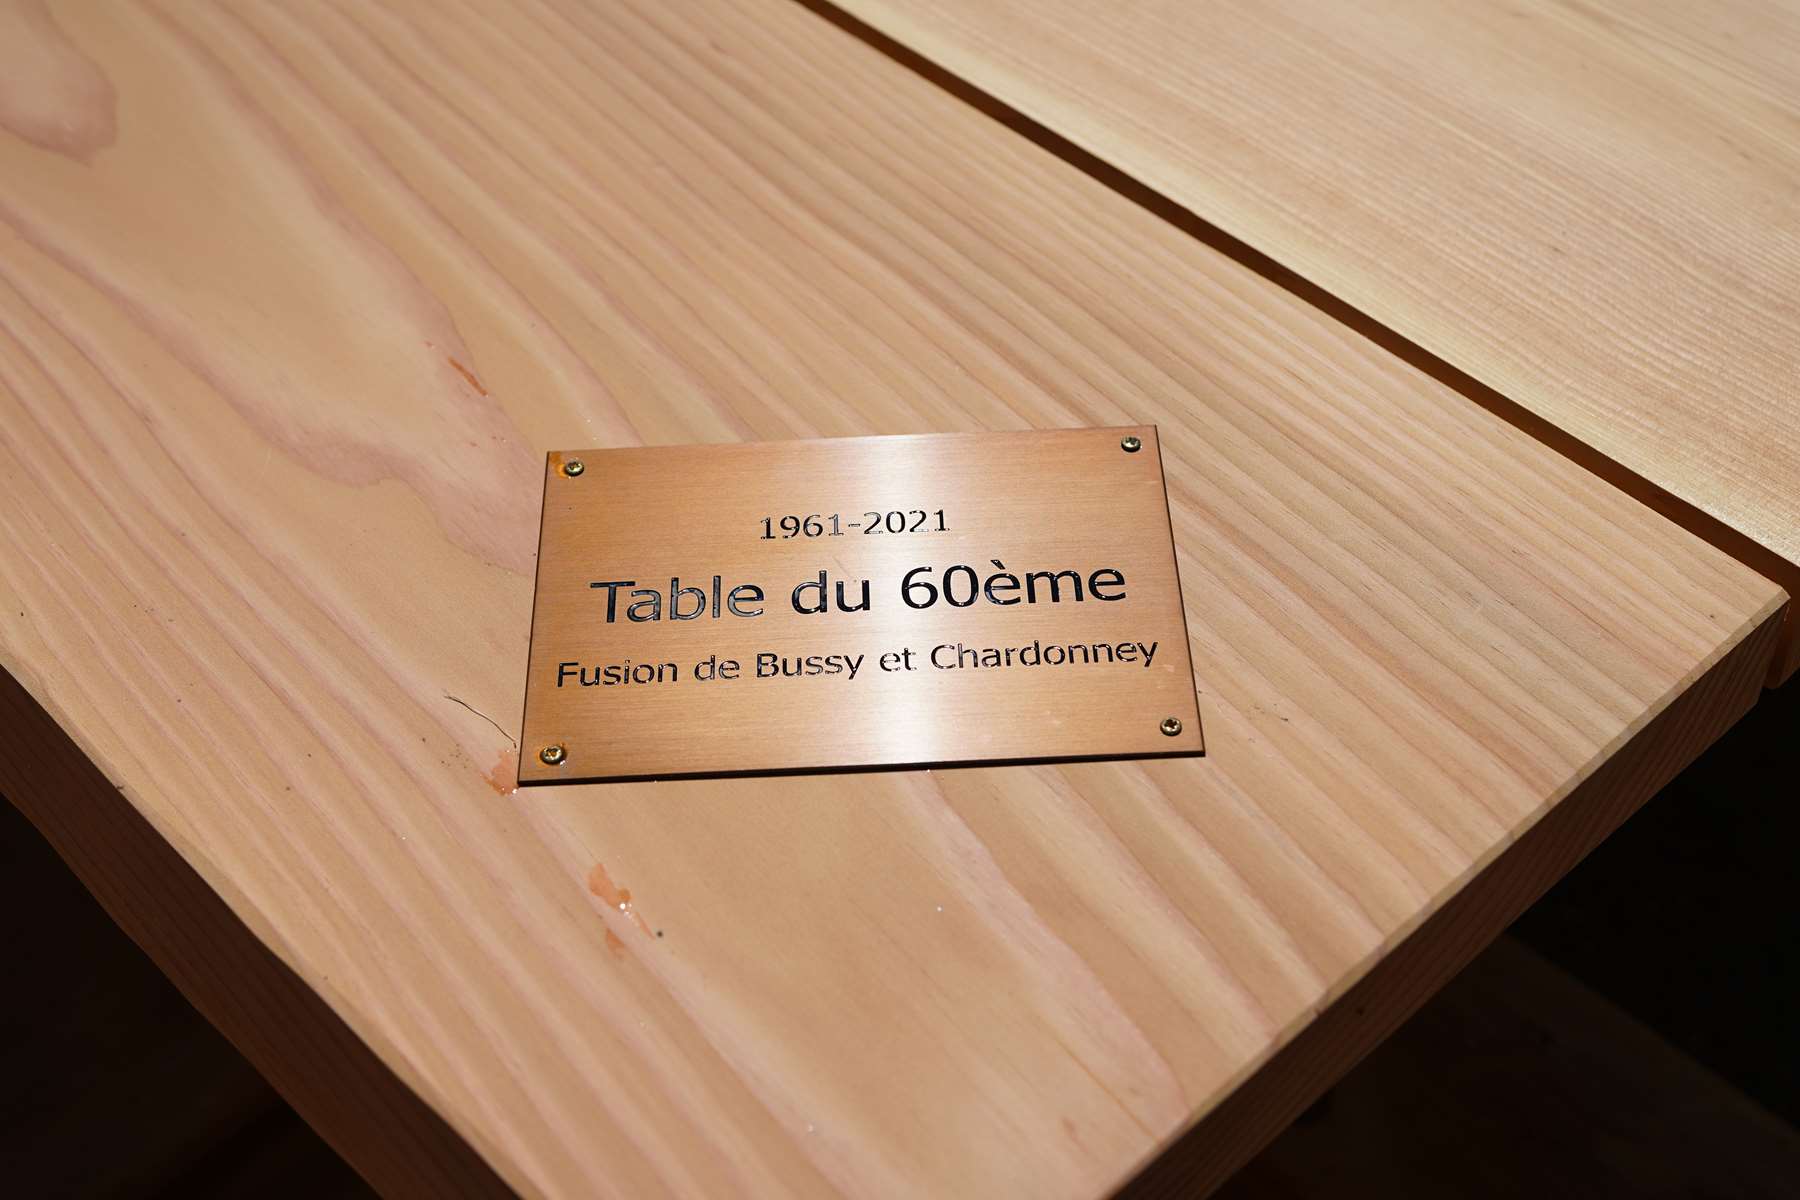 1961-2021
Table du 60ème
Fusion de Bussy et Chardonney